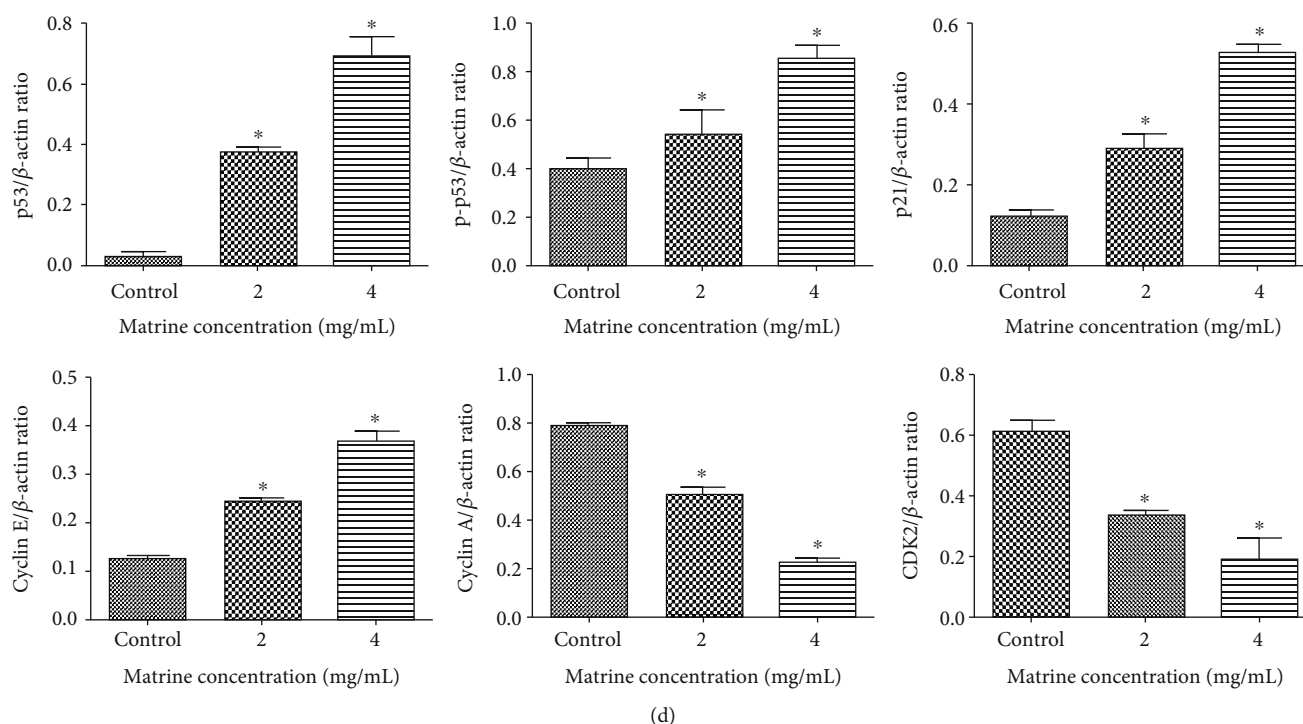 p53/β-actin ratio
0.8
0.6
0.4
0.2
0.0
*
*
Control
2
4
Matrine concentration (mg/mL)
p-p53/β-actin ratio
1.0
0.8
0.6
0.4
0.2
0.0
*
*
Control
2
4
Matrine concentration (mg/mL)
p21/β-actin ratio
0.6
0.4
0.2
0.0
*
*
Control
2
4
Matrine concentration (mg/mL)
Cyclin E/β-actin ratio
0.5
0.4
0.3
0.2
0.1
0.0
*
*
Control
2
4
Matrine concentration (mg/mL)
Cyclin A/β-actin ratio
1.0
0.8
0.6
0.4
0.2
0.0
*
*
Control
2
4
Matrine concentration (mg/mL)
CDK2/β-actin ratio
0.8
0.6
0.4
0.2
0.0
*
*
Control
2
4
Matrine concentration (mg/mL)
(d)